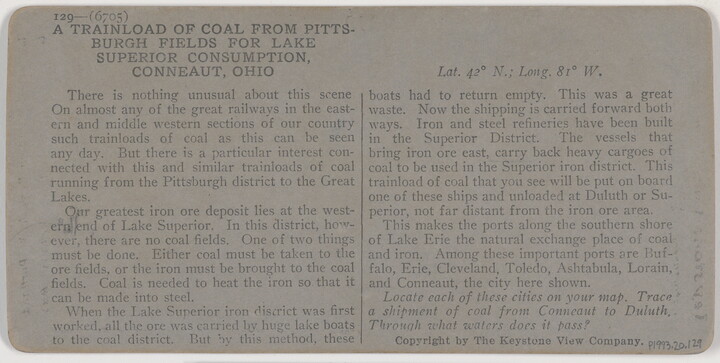 129—(6705)
A TRAINLOAD OF COAL FROM PITTS-
BURGH FIELDS FOR LAKE
SUPERIOR CONSUMPTION,
CONNEAUT, OHIO
There is nothing unusual about this scene
On almost any of the great railways in the east-
ern and middle western sections of our country
such trainloads of coal as this can be seen
any day. But there is a particular interest con-
nected with this and similar trainloads of coal
running from the Pittsburgh district to the Great
Lakes.
Our greatest iron ore deposit lies at the west-
ern end of Lake Superior. In this district, how-
ever, there are no coal fields. One of two things
must be done. Either coal must be taken to the
ore fields, or the iron must be brought to the coal
fields. Coal is needed to heat the iron so that it
can be made into steel.
When the Lake Superior iron district was first
worked, all the ore was carried by huge lake boats
to the coal district. But by this method, these
Lat. 42° N.; Long. 81° W.
boats had to return empty. This was a great
waste. Now the shipping is carried forward both
ways. Iron and steel refineries have been built
in the Superior District. The vessels that
bring iron ore east, carry back heavy cargoes of
coal to be used in the Superior iron district. This
trainload of coal that you see will be put on board
one of these ships and unloaded at Duluth or Su-
perior, not far distant from the iron ore area.
This makes the ports along the southern shore
of Lake Erie the natural exchange place of coal
and iron. Among these important ports are Buf-
falo, Erie, Cleveland, Toledo, Ashtabula, Lorain,
and Conneaut, the city here shown.
Locate each of these cities on your map. Trace
a shipment of coal from Conneaut to Duluth.
Through what waters does it pass?
Copyright by The Keystone View Company.
P1993.20.129